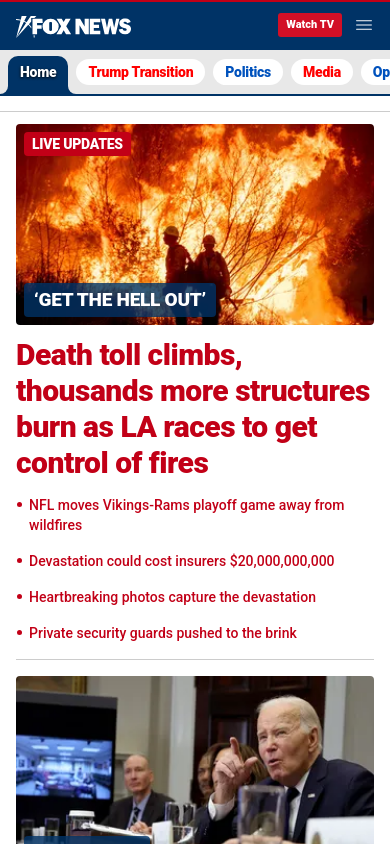 FOX NEWS
Watch TV
Home
Trump Transition
Politics
Media
Op
LIVE UPDATES
‘GET THE HELL OUT’
Death toll climbs,
thousands more structures
burn as LA races to get
control of fires
NFL moves Vikings-Rams playoff game away from
wildfires
Devastation could cost insurers $20,000,000,000
Heartbreaking photos capture the devastation
Private security guards pushed to the brink